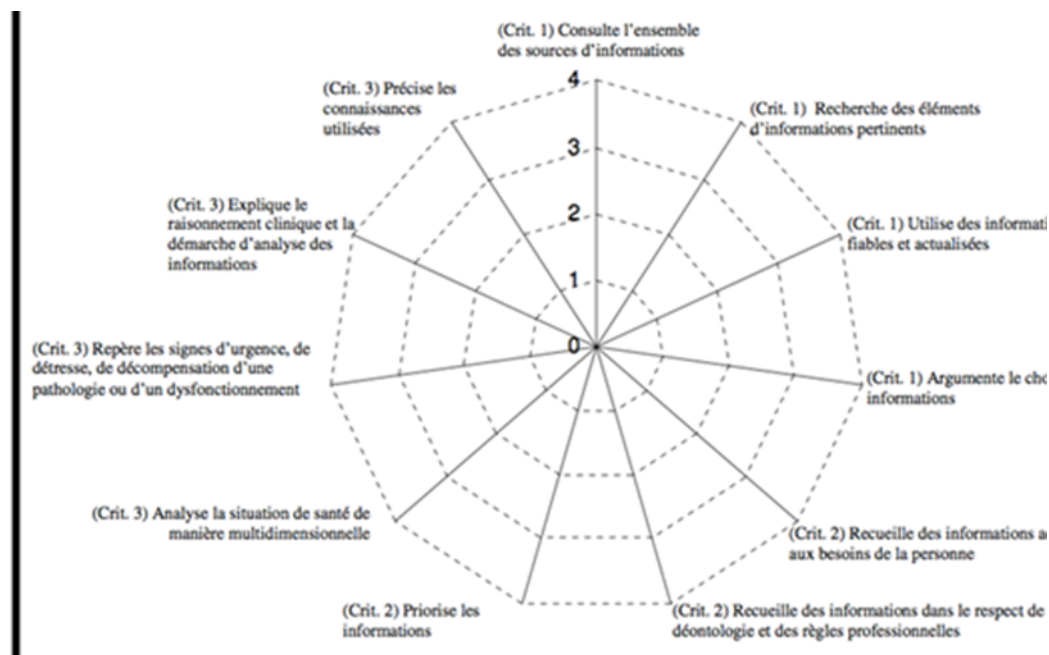 (Crit. 1) Consulte l'ensemble
des sources d'informations
(Crit. 1) Recherche des éléments
d'informations pertinents
(Crit. 1) Utilise des
fiables et actualisées
(Crit. 1) Argumente le
informations
(Crit. 2) Recueille des informations
aux besoins de la personne
(Crit. 2) Recueille des informations dans le respect de
déontologie et des règles professionnelles
(Crit. 2) Priorise les
informations
(Crit. 3) Analyse la situation de santé de
manière multidimensionnelle
(Crit. 3) Repère les signes d'urgence, de
détresse, de décompensation d'une
pathologie ou d'un dysfonctionnement
(Crit. 3) Explique le
raisonnement clinique et la
démarche d'analyse des
informations
(Crit. 3) Précise les
connaissances
utilisées
4
3
2
1
0